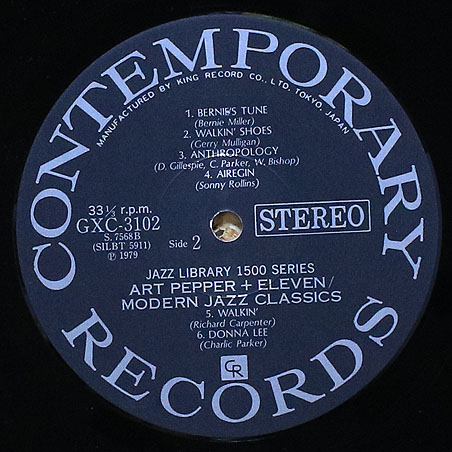 CONTEMPORARY
MANUFACTURED BY KING RECORD CO., LTD. TOKYO, JAPAN
1. BERNIE'S TUNE
(Bernie Miller)
2. WALKIN' SHOES
(Gerry Mulligan)
3. ANTHROPOLOGY
(D. Gillespie, C. Parker, W. Bishop)
4. AIREGIN
(Sonny Rollins)
33⅓ r.p.m.
GXC-3102
S. 7568B
(SILBT 5911)
Ⓟ 1979
Side 2
STEREO
JAZZ LIBRARY 1500 SERIES
ART PEPPER + ELEVEN/
MODERN JAZZ CLASSICS
5. WALKIN'
(Richard Carpenter)
6. DONNA LEE
(Charlic Parker)
CR
RECORDS